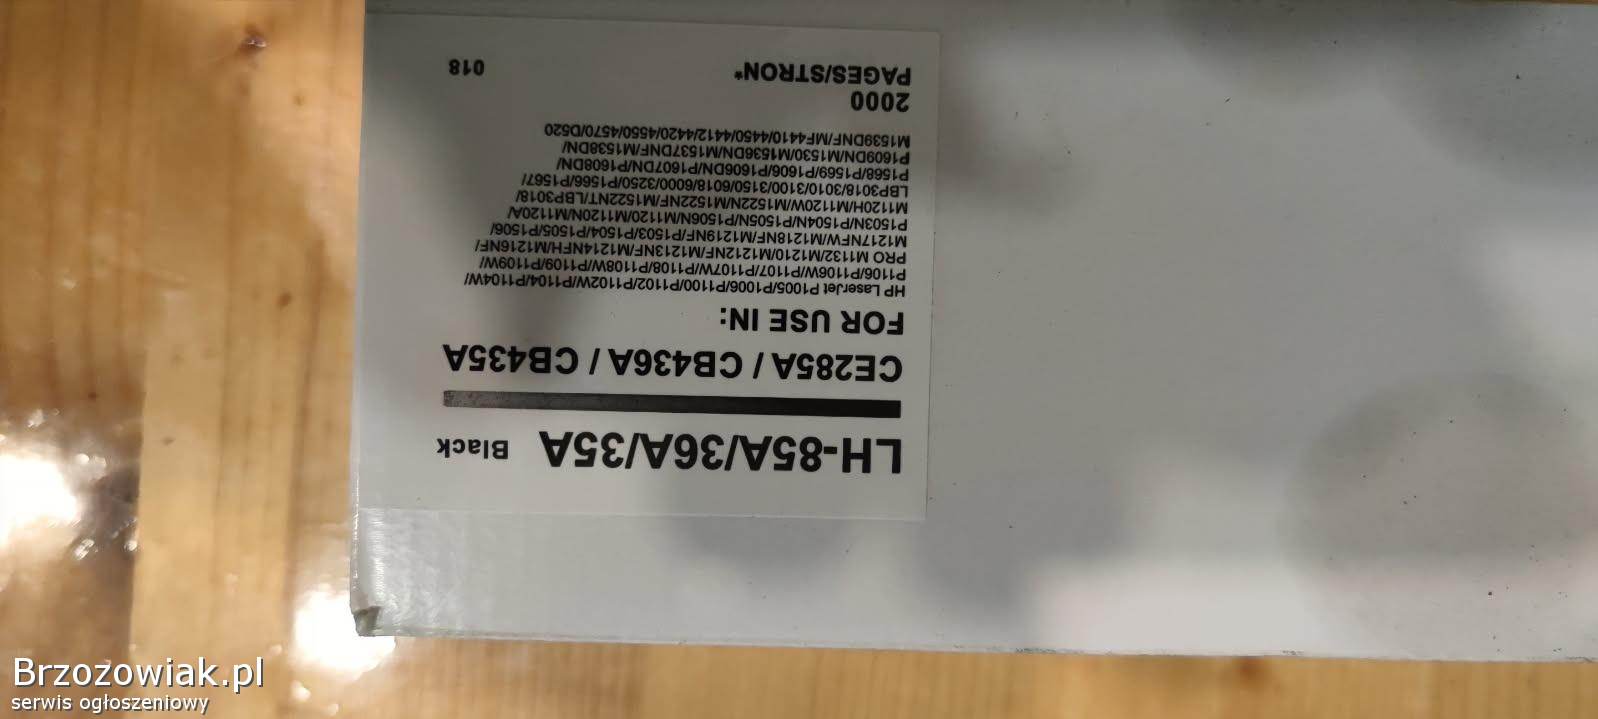 LH-85A/36A/35A Black
CE285A / CB436A / CB435A
FOR USE IN:
HP LaserJet P1005/P1006/P1100/P1102/P1102W/P1104/P1104W/
P1106/P1106W/P1107/P1107W/P1108/P1108W/P1109/P1109W/
PRO M1132/M1210/M1212NF/M1213NF/M1214NFH/M1216NF/
M1217NFW/M1218NF/M1219NF/P1503/P1504/P1505/P1506/
P1503N/P1504N/P1505N/P1506N/M1120/M1120N/M1120A/
M1120H/M1120W/M1522N/M1522NF/M1522NT/LBP3018/
LBP3018/3010/3100/3150/6018/6000/3250/P1566/P1567/
P1568/P1569/P1606/P1606DN/P1607DN/P1608DN/
P1609DN/M1530/M1536DN/M1537DNF/M1538DN/
M1539DNF/MF4410/4450/4412/4420/4550/4570/D520
2000
PAGES/STRON*
018
Brzozowiak.pl
serwis ogłoszeniowy